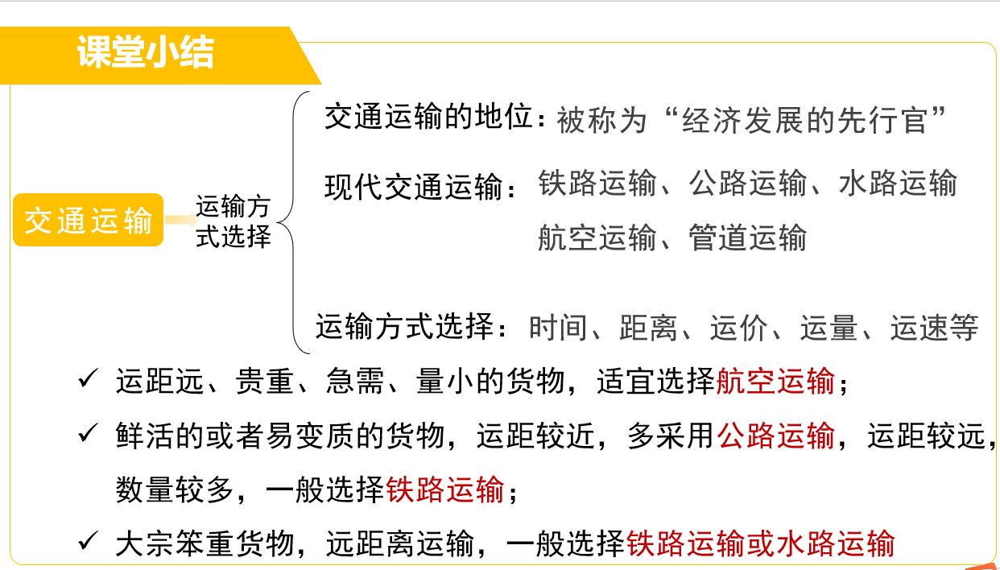 课堂小结
交通运输
运输方
式选择
交通运输的地位：被称为“经济发展的先行官”
现代交通运输：铁路运输、公路运输、水路运输
航空运输、管道运输
运输方式选择：时间、距离、运价、运量、运速等
✓ 运距远、贵重、急需、量小的货物，适宜选择航空运输；
✓ 鲜活的或者易变质的货物，运距较近，多采用公路运输，运距较远，
数量较多，一般选择铁路运输；
✓ 大宗笨重货物，远距离运输，一般选择铁路运输或水路运输